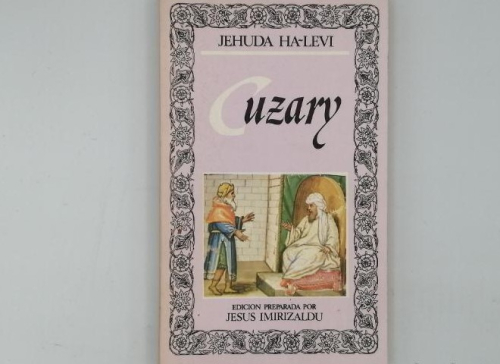 JEHUDA HA-LEVI
Cuzary
EDICION PREPARADA POR
JESUS IMIRIZALDU